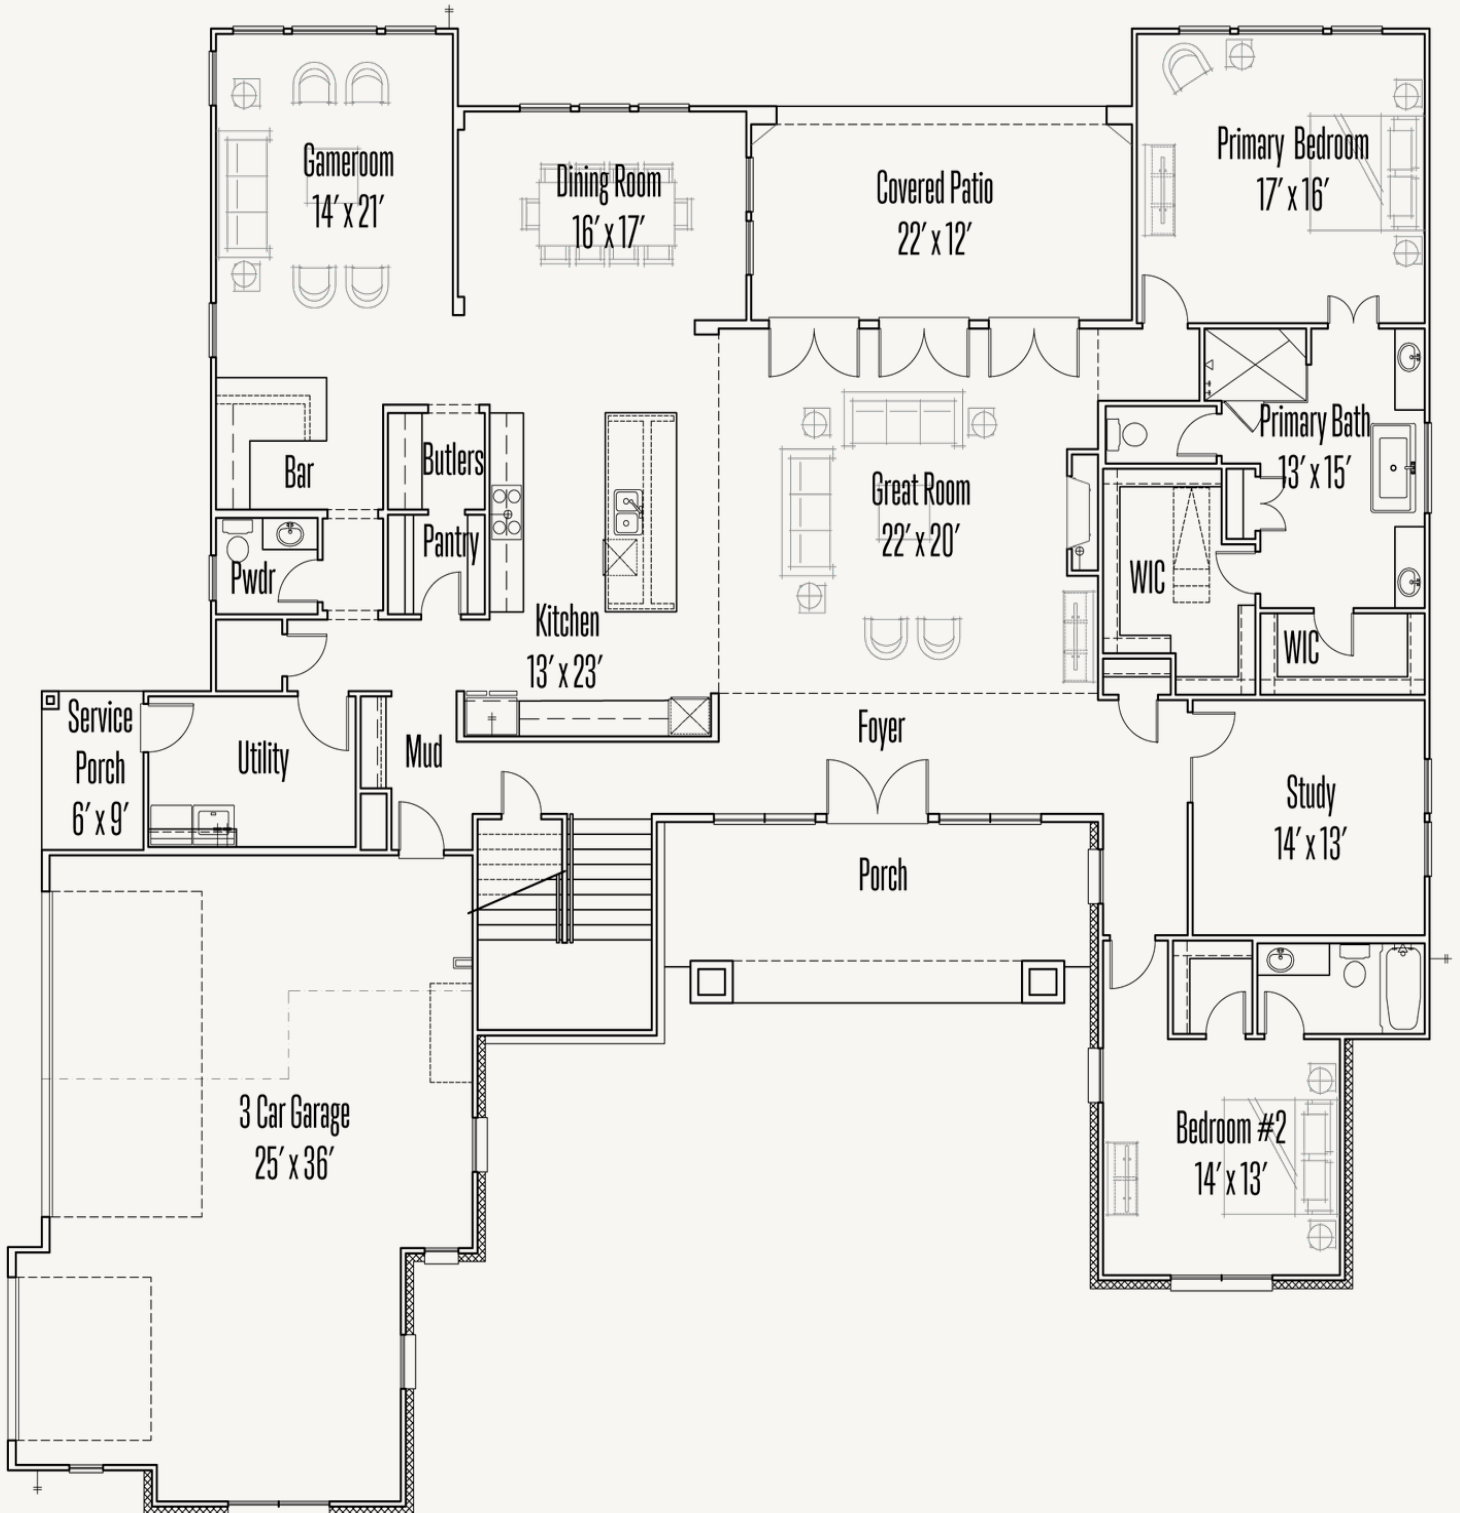 Gameroom
14' x 21'
Dining Room
16' x 17'
Covered Patio
22' x 12'
Primary Bedroom
17' x 16'
Bar
Butlers
Pantry
Pwdr
Kitchen
13' x 23'
Great Room
22' x 20'
Primary Bath
13' x 15'
WIC
WIC
Service
Porch
6' x 9'
Utility
Mud
Foyer
Study
14' x 13'
Porch
3 Car Garage
25' x 36'
Bedroom #2
14' x 13'